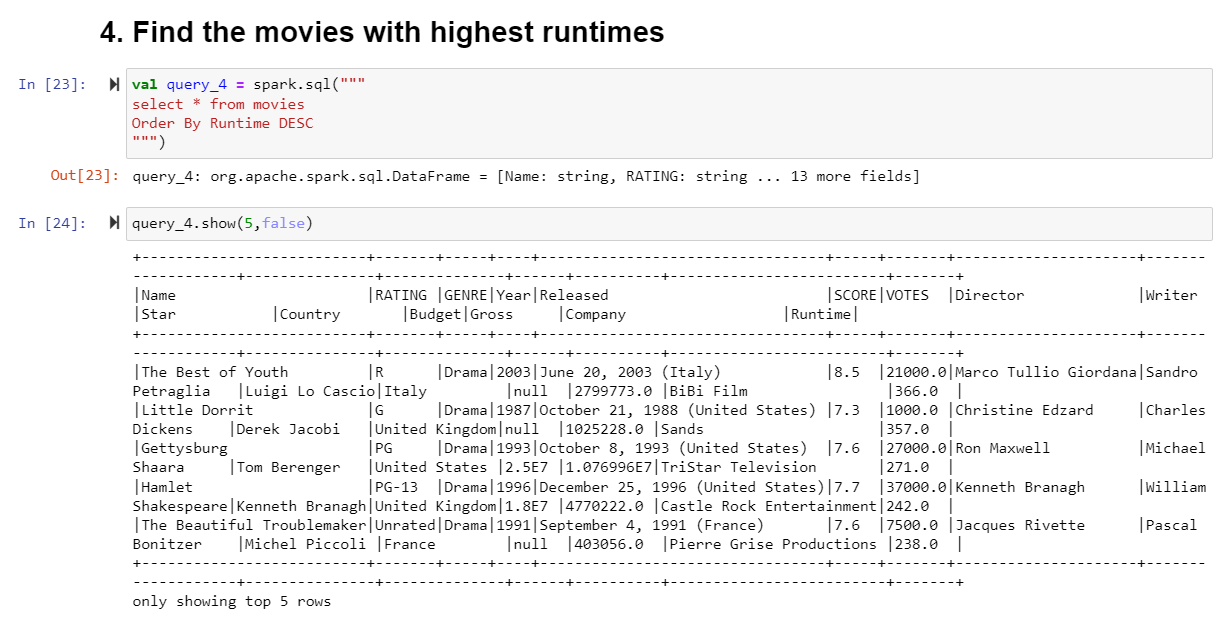 4. Find the movies with highest runtimes
In [23]: val query_4 = spark.sql("""
select * from movies
Order By Runtime DESC
""")
Out[23]: query_4: org.apache.spark.sql.DataFrame = [Name: string, RATING: string ... 13 more fields]
In [24]: query_4.show(5,false)
+--------------------------+-------+-----+----+---------------------------------+-----+-------+---------------------+-------
------------+---------------+--------------+------+----------+-------------------------+-------+
|Name                      |RATING |GENRE|Year|Released                         |SCORE|VOTES  |Director             |Writer
|Star           |Country       |Budget|Gross     |Company                  |Runtime|
+--------------------------+-------+-----+----+---------------------------------+-----+-------+---------------------+-------
------------+---------------+--------------+------+----------+-------------------------+-------+
|The Best of Youth         |R      |Drama|2003|June 20, 2003 (Italy)            |8.5  |21000.0|Marco Tullio Giordana|Sandro
Petraglia   |Luigi Lo Cascio|Italy         |null  |2799773.0 |BiBi Film                |366.0  |
|Little Dorrit             |G      |Drama|1987|October 21, 1988 (United States) |7.3  |1000.0 |Christine Edzard     |Charles
Dickens    |Derek Jacobi   |United Kingdom|null  |1025228.0 |Sands                    |357.0  |
|Gettysburg                |PG     |Drama|1993|October 8, 1993 (United States)  |7.6  |27000.0|Ron Maxwell          |Michael
Shaara     |Tom Berenger   |United States |2.5E7 |1.076996E7|TriStar Television       |271.0  |
|Hamlet                    |PG-13  |Drama|1996|December 25, 1996 (United States)|7.7  |37000.0|Kenneth Branagh      |William
Shakespeare|Kenneth Branagh|United Kingdom|1.8E7 |4770222.0 |Castle Rock Entertainment|242.0  |
|The Beautiful Troublemaker|Unrated|Drama|1991|September 4, 1991 (France)       |7.6  |7500.0 |Jacques Rivette      |Pascal
Bonitzer    |Michel Piccoli |France        |null  |403056.0  |Pierre Grise Productions |238.0  |
+--------------------------+-------+-----+----+---------------------------------+-----+-------+---------------------+-------
------------+---------------+--------------+------+----------+-------------------------+-------+
only showing top 5 rows